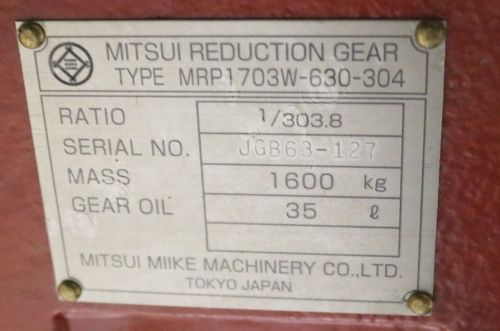 MITSUI REDUCTION GEAR
TYPE MRP1703W-630-304
RATIO 1/303.8
SERIAL NO. JGB63-127
MASS 1600 kg
GEAR OIL 35 ℓ
MITSUI MIIKE MACHINERY CO.,LTD.
TOKYO JAPAN